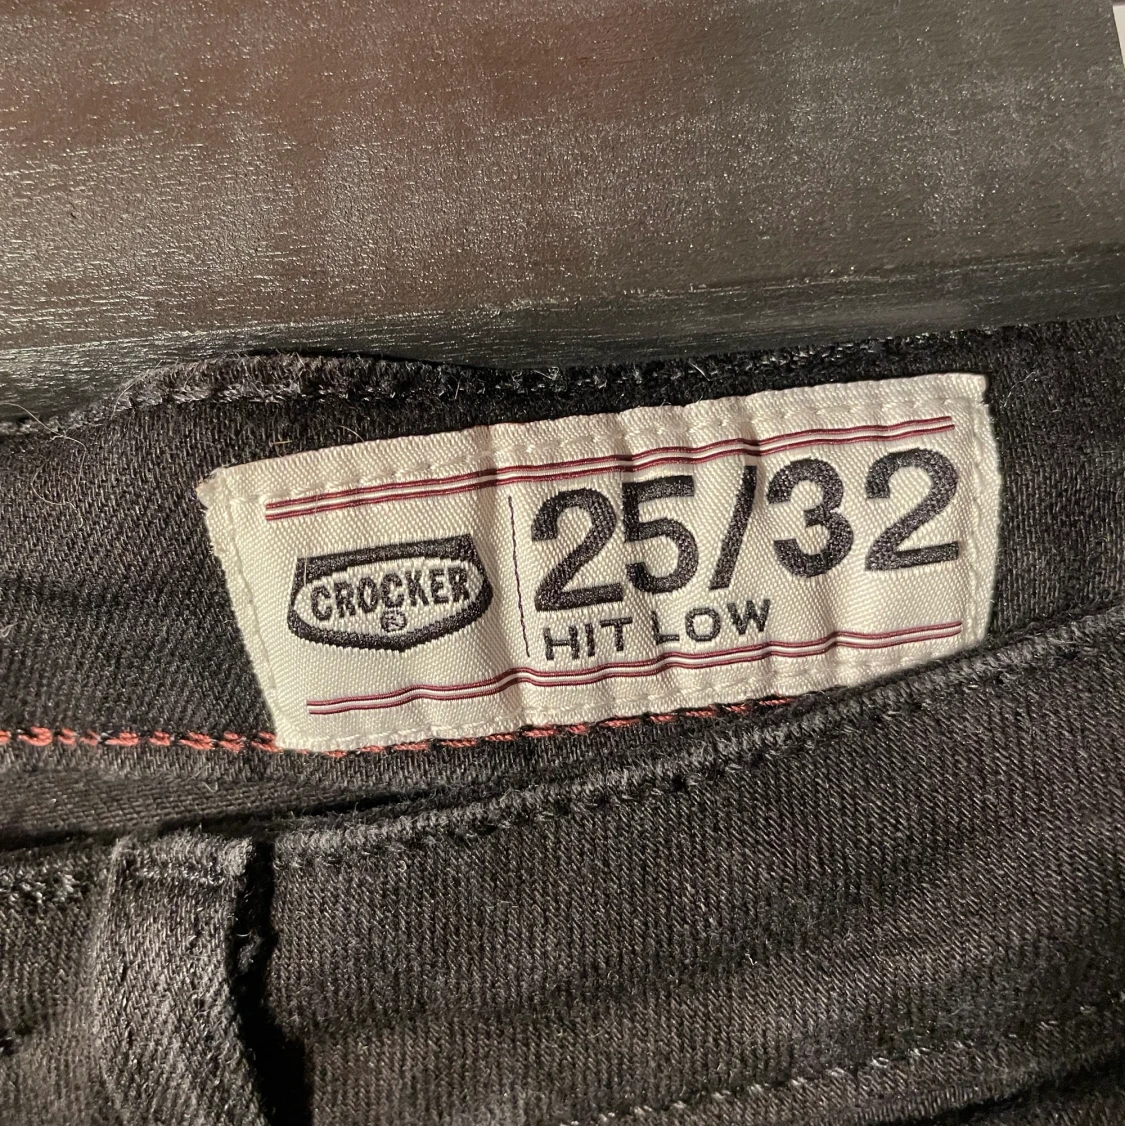 CROCKER
®
25/32
HIT LOW